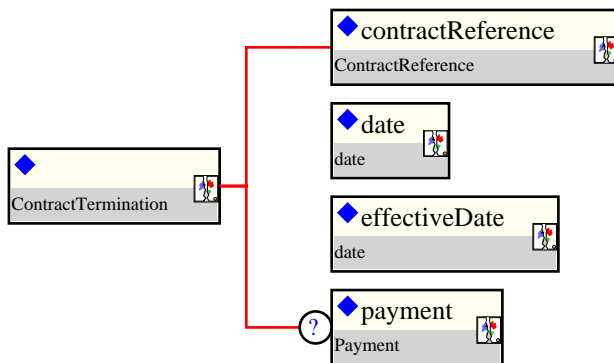 contractReference
ContractReference
date
date
ContractTermination
effectiveDate
date
?
payment
Payment